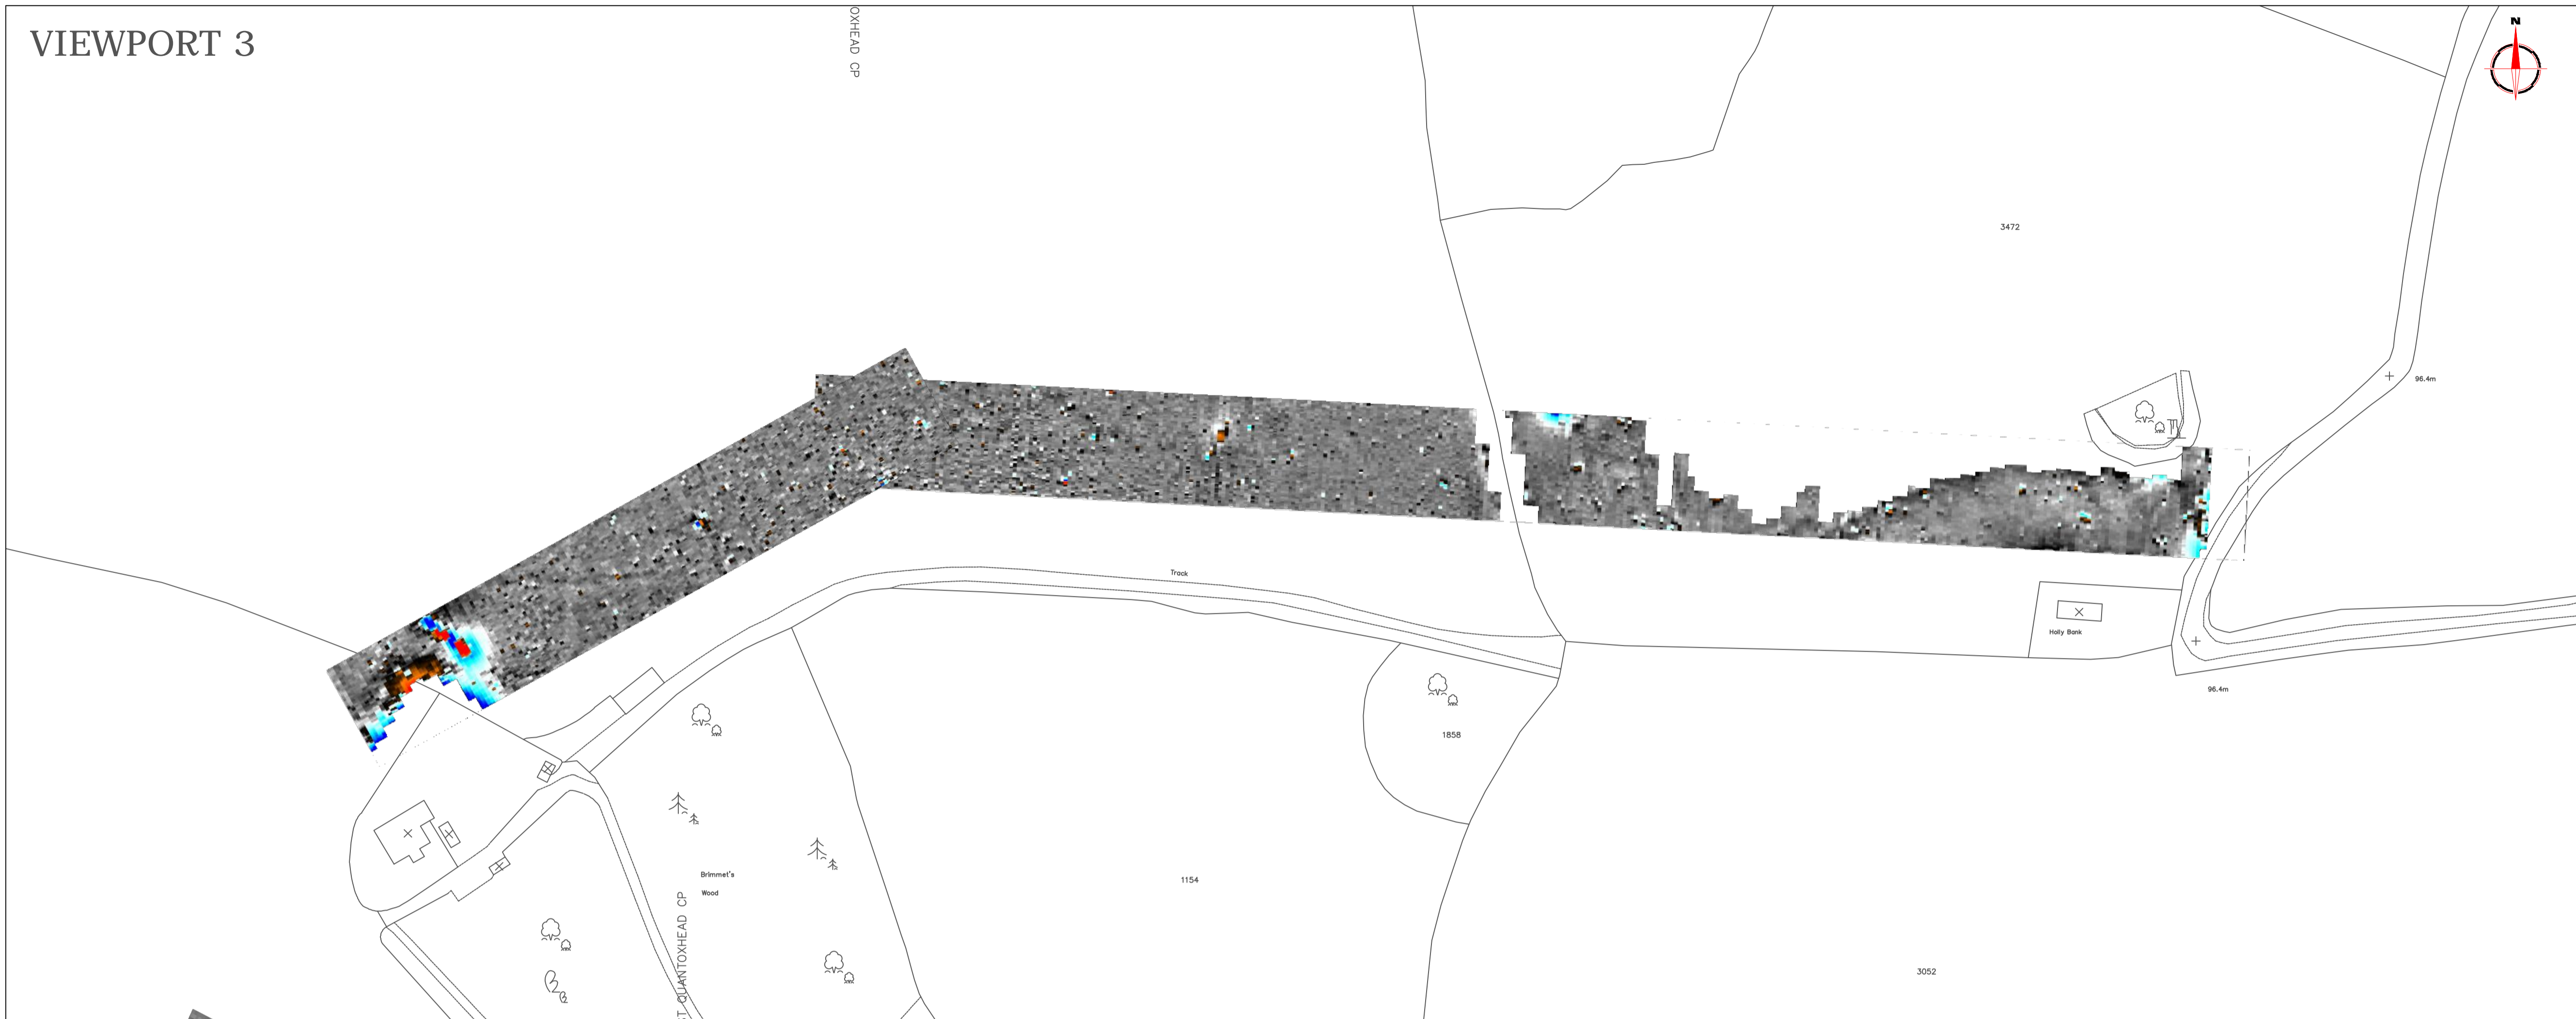 VIEWPORT 3
OXHEAD CP
N
3472
96.4m
Track
Holly Bank
96.4m
1858
Brimmet's
Wood
1154
ST QUANTOXHEAD CP
3052